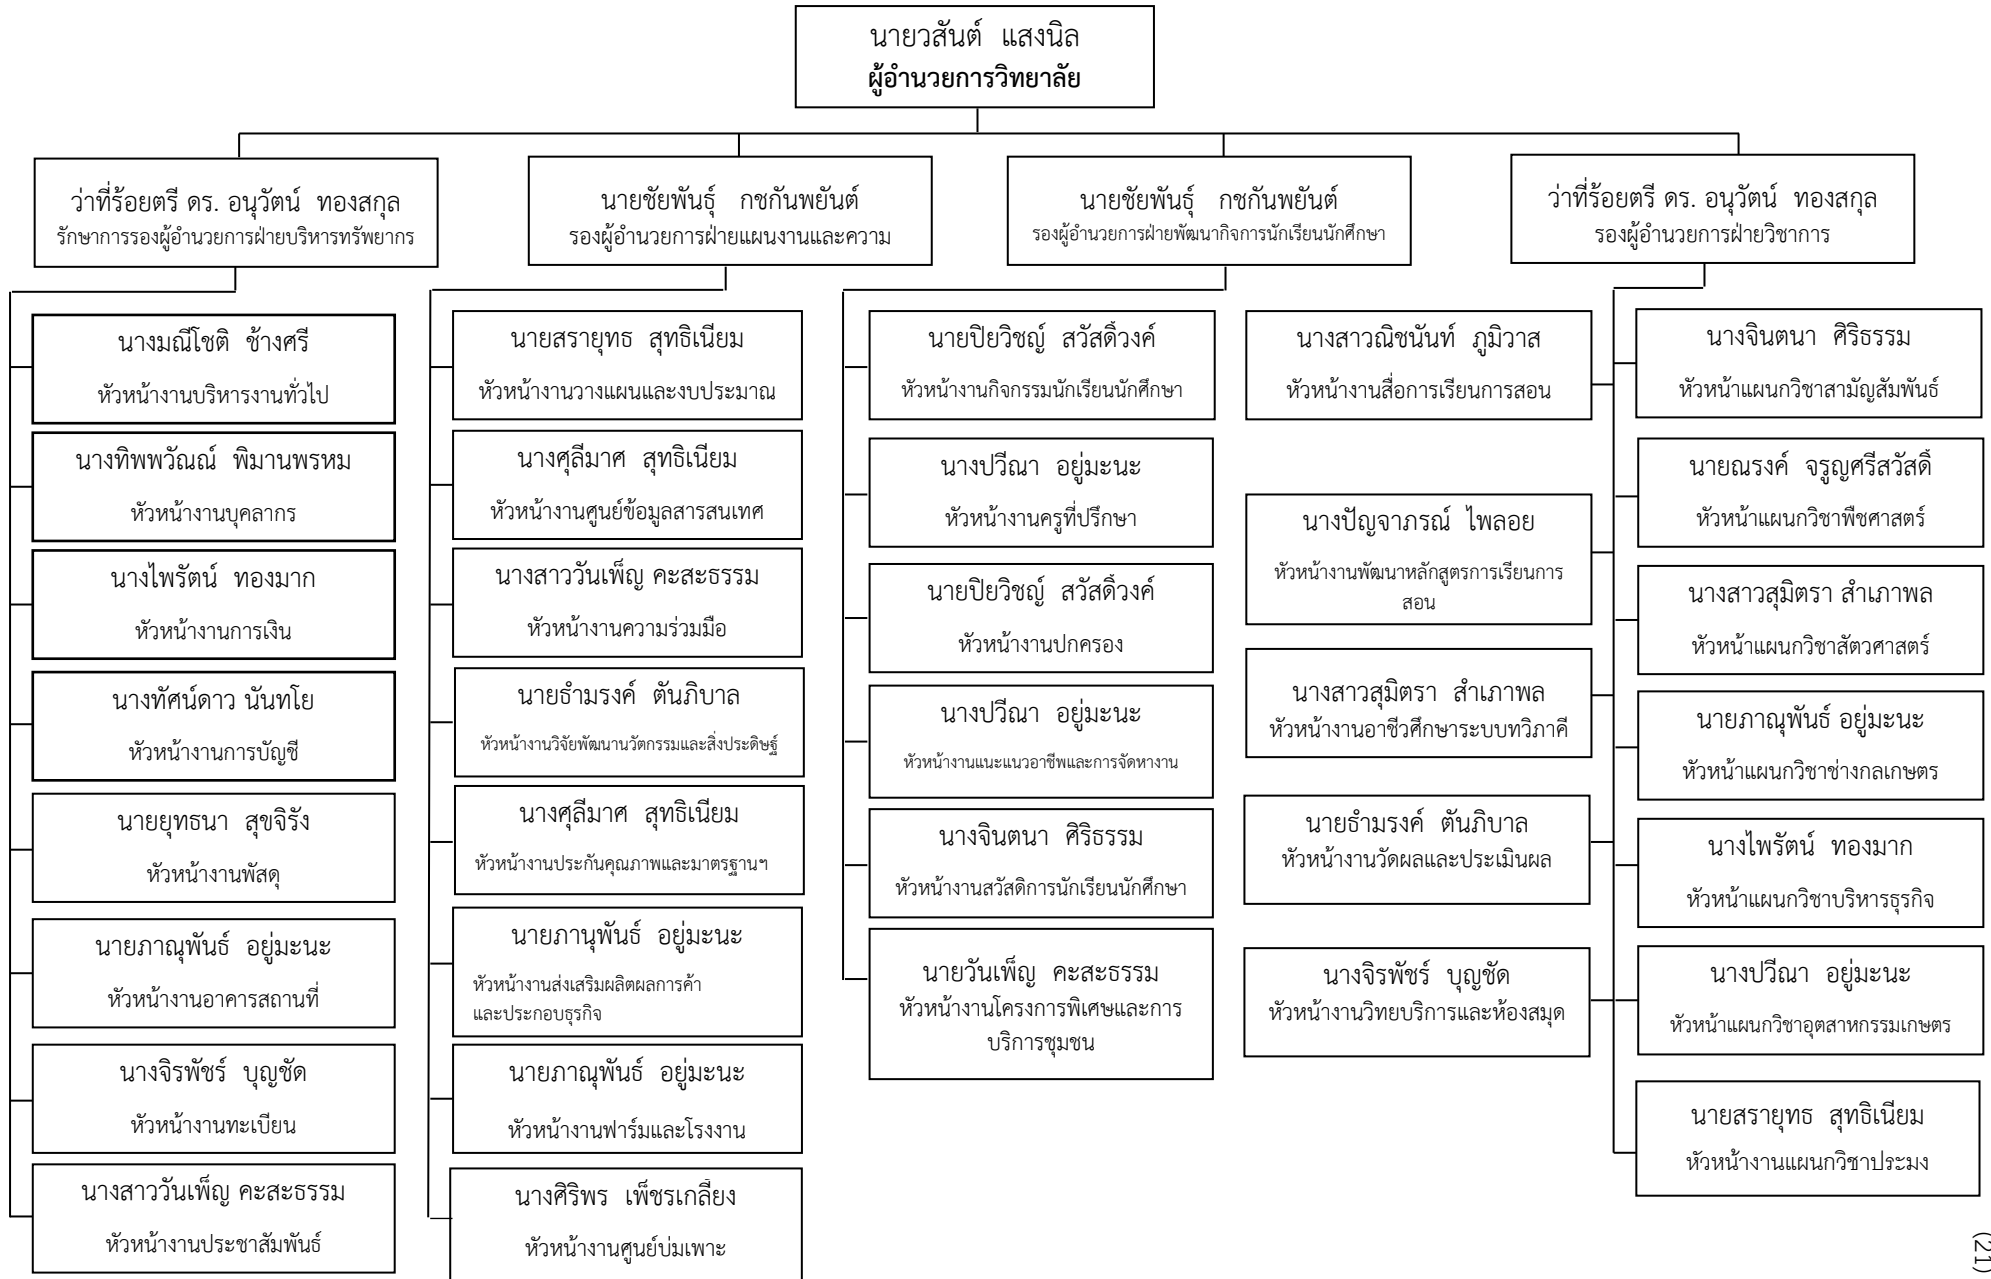 นายวสันต์ แสงนิล
ผู้อำนวยการวิทยาลัย
ว่าที่ร้อยตรี ดร. อนุวัตน์ ทองสกุล
รักษาการรองผู้อำนวยการฝ่ายบริหารทรัพยากร
นายชัยพันธุ์ กชกันพยันต์
รองผู้อำนวยการฝ่ายแผนงานและความ
นายชัยพันธุ์ กชกันพยันต์
รองผู้อำนวยการฝ่ายพัฒนากิจการนักเรียนนักศึกษา
ว่าที่ร้อยตรี ดร. อนุวัตน์ ทองสกุล
รองผู้อำนวยการฝ่ายวิชาการ
นางมณีโชติ ช้างศรี
หัวหน้างานบริหารงานทั่วไป
นางทิพพวัณณ์ พิมานพรหม
หัวหน้างานบุคลากร
นางไพรัตน์ ทองมาก
หัวหน้างานการเงิน
นางทัศน์ดาว นันทโย
หัวหน้างานการบัญชี
นายยุทธนา สุขจิรัง
หัวหน้างานพัสดุ
นายภาณุพันธ์ อยู่มะนะ
หัวหน้างานอาคารสถานที่
นางจิรพัชร์ บุญชัด
หัวหน้างานทะเบียน
นางสาววันเพ็ญ คะสะธรรม
หัวหน้างานประชาสัมพันธ์
นายสรายุทธ สุทธิเนียม
หัวหน้างานวางแผนและงบประมาณ
นางศุลีมาศ สุทธิเนียม
หัวหน้างานศูนย์ข้อมูลสารสนเทศ
นางสาววันเพ็ญ คะสะธรรม
หัวหน้างานความร่วมมือ
นายธำมรงค์ ตันภิบาล
หัวหน้างานวิจัยพัฒนานวัตกรรมและสิ่งประดิษฐ์
นางศุลีมาศ สุทธิเนียม
หัวหน้างานประกันคุณภาพและมาตรฐานฯ
นายภานุพันธ์ อยู่มะนะ
หัวหน้างานส่งเสริมผลิตผลการค้า
และประกอบธุรกิจ
นายภาณุพันธ์ อยู่มะนะ
หัวหน้างานฟาร์มและโรงงาน
นางศิริพร เพ็ชรเกลี้ยง
หัวหน้างานศูนย์บ่มเพาะ
นายปิยวิชญ์ สวัสดิ์วงค์
หัวหน้างานกิจกรรมนักเรียนนักศึกษา
นางปวีณา อยู่มะนะ
หัวหน้างานครูที่ปรึกษา
นายปิยวิชญ์ สวัสดิ์วงค์
หัวหน้างานปกครอง
นางปวีณา อยู่มะนะ
หัวหน้างานแนะแนวอาชีพและการจัดหางาน
นางจินตนา ศิริธรรม
หัวหน้างานสวัสดิการนักเรียนนักศึกษา
นายวันเพ็ญ คะสะธรรม
หัวหน้างานโครงการพิเศษและการ
บริการชุมชน
นางสาวณิชนันท์ ภูมิวาส
หัวหน้างานสื่อการเรียนการสอน
นางปัญจาภรณ์ ไพลอย
หัวหน้างานพัฒนาหลักสูตรการเรียนการ
สอน
นางสาวสุมิตรา สำเภาพล
หัวหน้างานอาชีวศึกษาระบบทวิภาคี
นายธำมรงค์ ตันภิบาล
หัวหน้างานวัดผลและประเมินผล
นางจิรพัชร์ บุญชัด
หัวหน้างานวิทยบริการและห้องสมุด
นางจินตนา ศิริธรรม
หัวหน้าแผนกวิชาสามัญสัมพันธ์
นายณรงค์ จรูญศรีสวัสดิ์
หัวหน้าแผนกวิชาพืชศาสตร์
นางสาวสุมิตรา สำเภาพล
หัวหน้าแผนกวิชาสัตวศาสตร์
นายภาณุพันธ์ อยู่มะนะ
หัวหน้าแผนกวิชาช่างกลเกษตร
นางไพรัตน์ ทองมาก
หัวหน้าแผนกวิชาบริหารธุรกิจ
นางปวีณา อยู่มะนะ
หัวหน้าแผนกวิชาอุตสาหกรรมเกษตร
นายสรายุทธ สุทธิเนียม
หัวหน้างานแผนกวิชาประมง
(21)